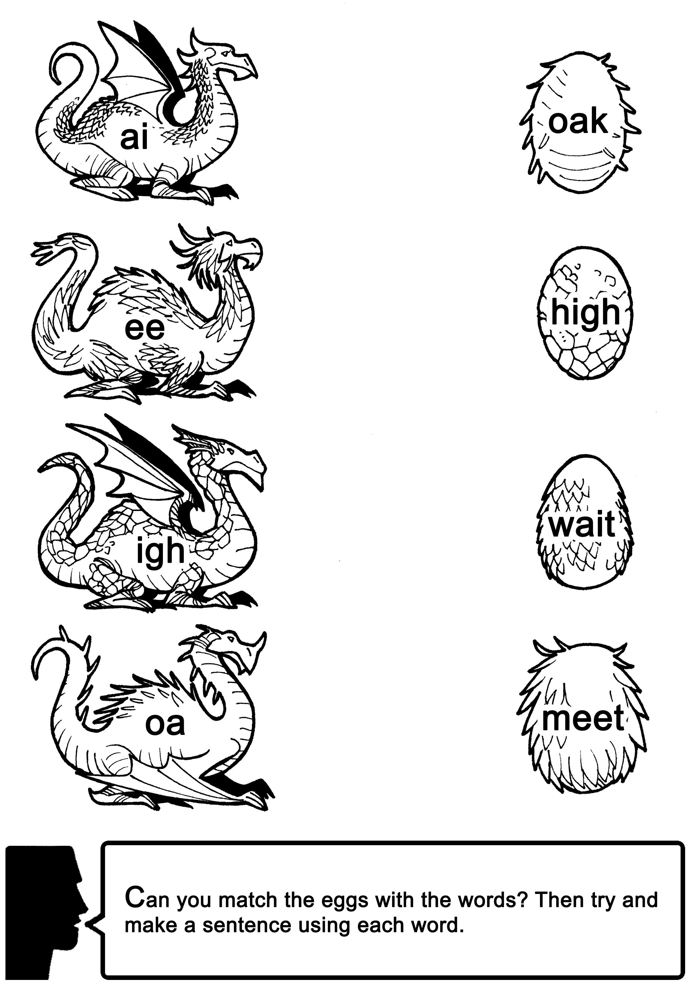 ai
oak
ee
high
igh
wait
oa
meet
Can you match the eggs with the words? Then try and
make a sentence using each word.